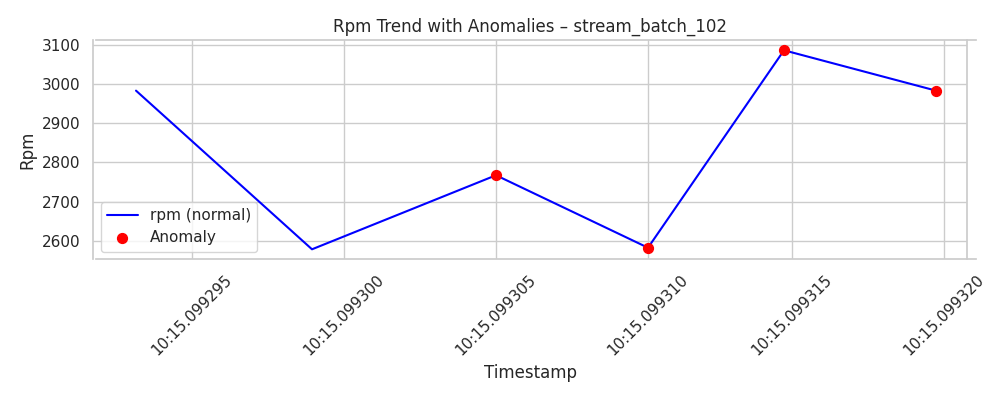 Rpm Trend with Anomalies – stream_batch_102
3100
3000
2900
2800
2700
2600
Rpm
rpm (normal)
Anomaly
10:15.099295
10:15.099300
10:15.099305
10:15.099310
10:15.099315
10:15.099320
Timestamp